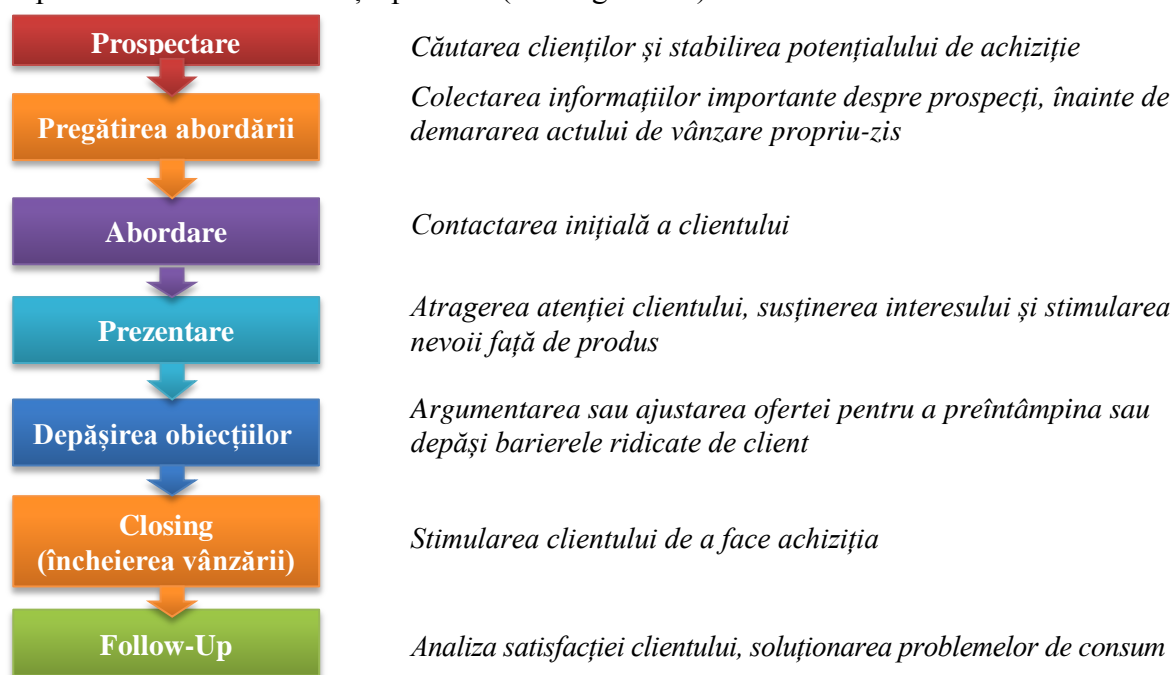 Prospectare
Căutarea clienților și stabilirea potențialului de achiziție
Pregătirea abordării
Colectarea informațiilor importante despre prospecți, înainte de
demararea actului de vânzare propriu-zis
Abordare
Contactarea inițială a clientului
Prezentare
Atragerea atenției clientului, susținerea interesului și stimularea
nevoii față de produs
Depășirea obiecțiilor
Argumentarea sau ajustarea ofertei pentru a preîntâmpina sau
depăși barierele ridicate de client
Closing
(încheierea vânzării)
Stimularea clientului de a face achiziția
Follow-Up
Analiza satisfacției clientului, soluționarea problemelor de consum